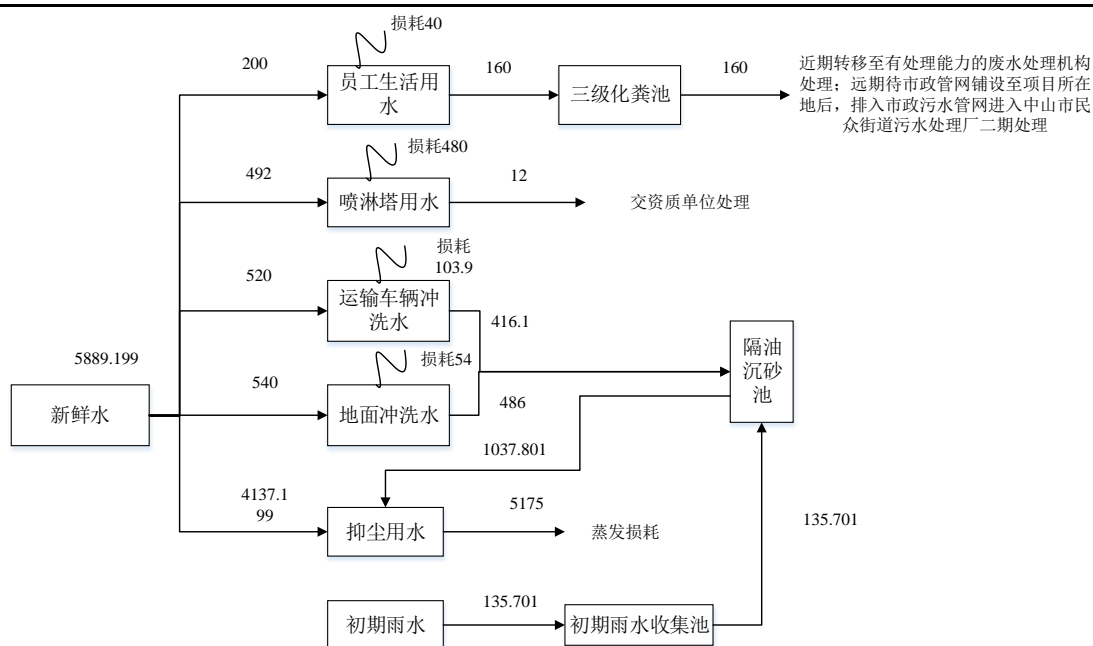 损耗40
200
员工生活用
水
160
三级化粪池
160
近期转移至有处理能力的废水处理机构
处理；远期待市政管网铺设至项目所在
地后，排入市政污水管网进入中山市民
众街道污水处理厂二期处理
损耗480
492
喷淋塔用水
12
交资质单位处理
损耗
103.9
520
运输车辆冲
洗水
416.1
隔油
沉砂
池
5889.199
新鲜水
损耗54
540
地面冲洗水
486
1037.801
4137.1
99
抑尘用水
5175
蒸发损耗
135.701
初期雨水
135.701
初期雨水收集池